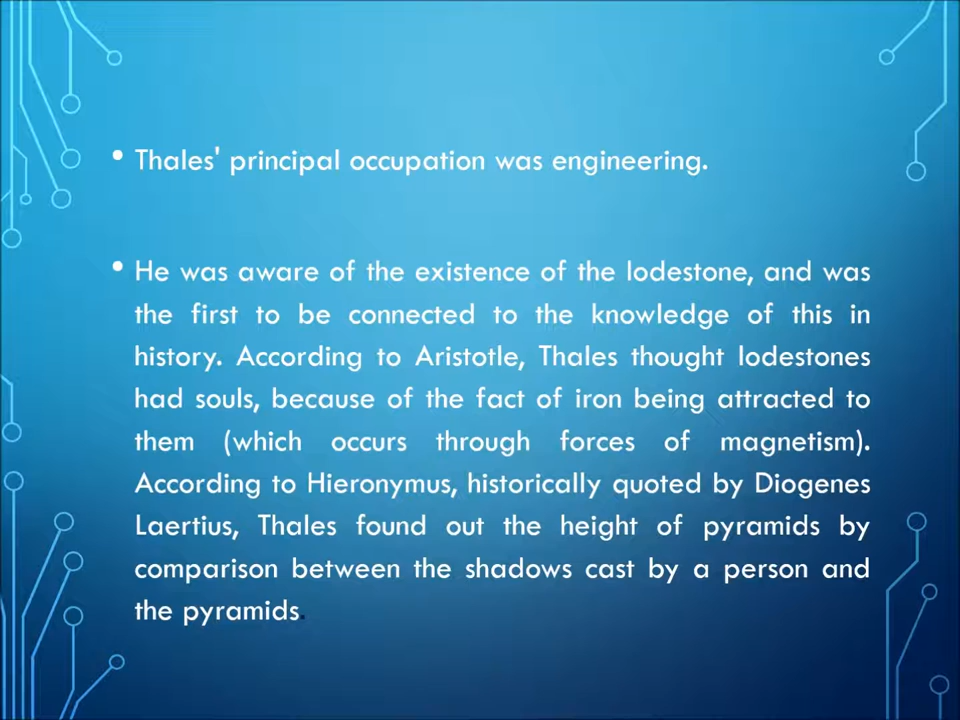 • Thales' principal occupation was engineering.
• He was aware of the existence of the lodestone, and was
the first to be connected to the knowledge of this in
history. According to Aristotle, Thales thought lodestones
had souls, because of the fact of iron being attracted to
them (which occurs through forces of magnetism).
According to Hieronymus, historically quoted by Diogenes
Laertius, Thales found out the height of pyramids by
comparison between the shadows cast by a person and
the pyramids.